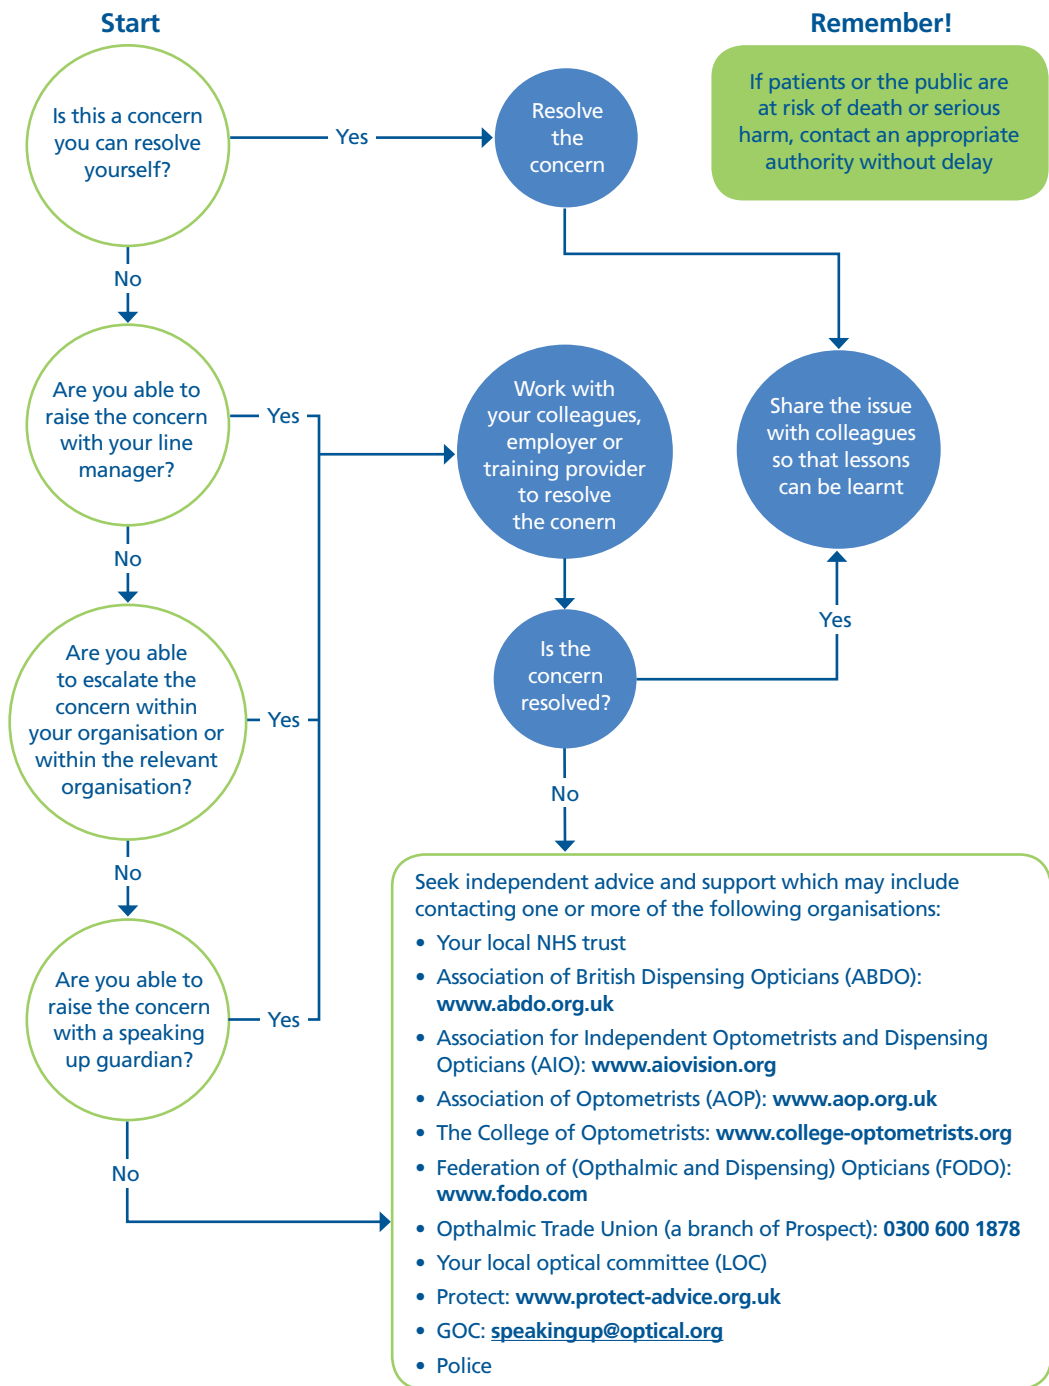 Start
Is this a concern
you can resolve
yourself?
Yes
Resolve
the
concern
Remember!
If patients or the public are
at risk of death or serious
harm, contact an appropriate
authority without delay
No
Are you able to
raise the concern
with your line
manager?
Yes
Work with
your colleagues,
employer or
training provider
to resolve
the conern
Share the issue
with colleagues
so that lessons
can be learnt
No
Are you able
to escalate the
concern within
your organisation or
within the relevant
organisation?
Yes
Is the
concern
resolved?
Yes
No
No
Are you able to
raise the concern
with a speaking
up guardian?
Yes
No
Seek independent advice and support which may include
contacting one or more of the following organisations:
• Your local NHS trust
• Association of British Dispensing Opticians (ABDO):
www.abdo.org.uk
• Association for Independent Optometrists and Dispensing
Opticians (AIO): www.aiovision.org
• Association of Optometrists (AOP): www.aop.org.uk
• The College of Optometrists: www.college-optometrists.org
• Federation of (Opthalmic and Dispensing) Opticians (FODO):
www.fodo.com
• Opthalmic Trade Union (a branch of Prospect): 0300 600 1878
• Your local optical committee (LOC)
• Protect: www.protect-advice.org.uk
• GOC: speakingup@optical.org
• Police